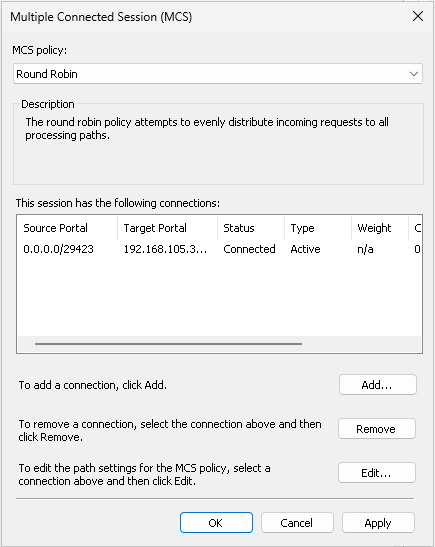 Multiple Connected Session (MCS)
MCS policy:
Round Robin
Description
The round robin policy attempts to evenly distribute incoming requests to all
processing paths.
This session has the following connections:
Source Portal Target Portal Status Type Weight C
0.0.0.0/29423 192.168.105.3... Connected Active n/a 0
To add a connection, click Add.
Add...
To remove a connection, select the connection above and then
click Remove.
Remove
To edit the path settings for the MCS policy, select a
connection above and then click Edit.
Edit...
OK Cancel Apply